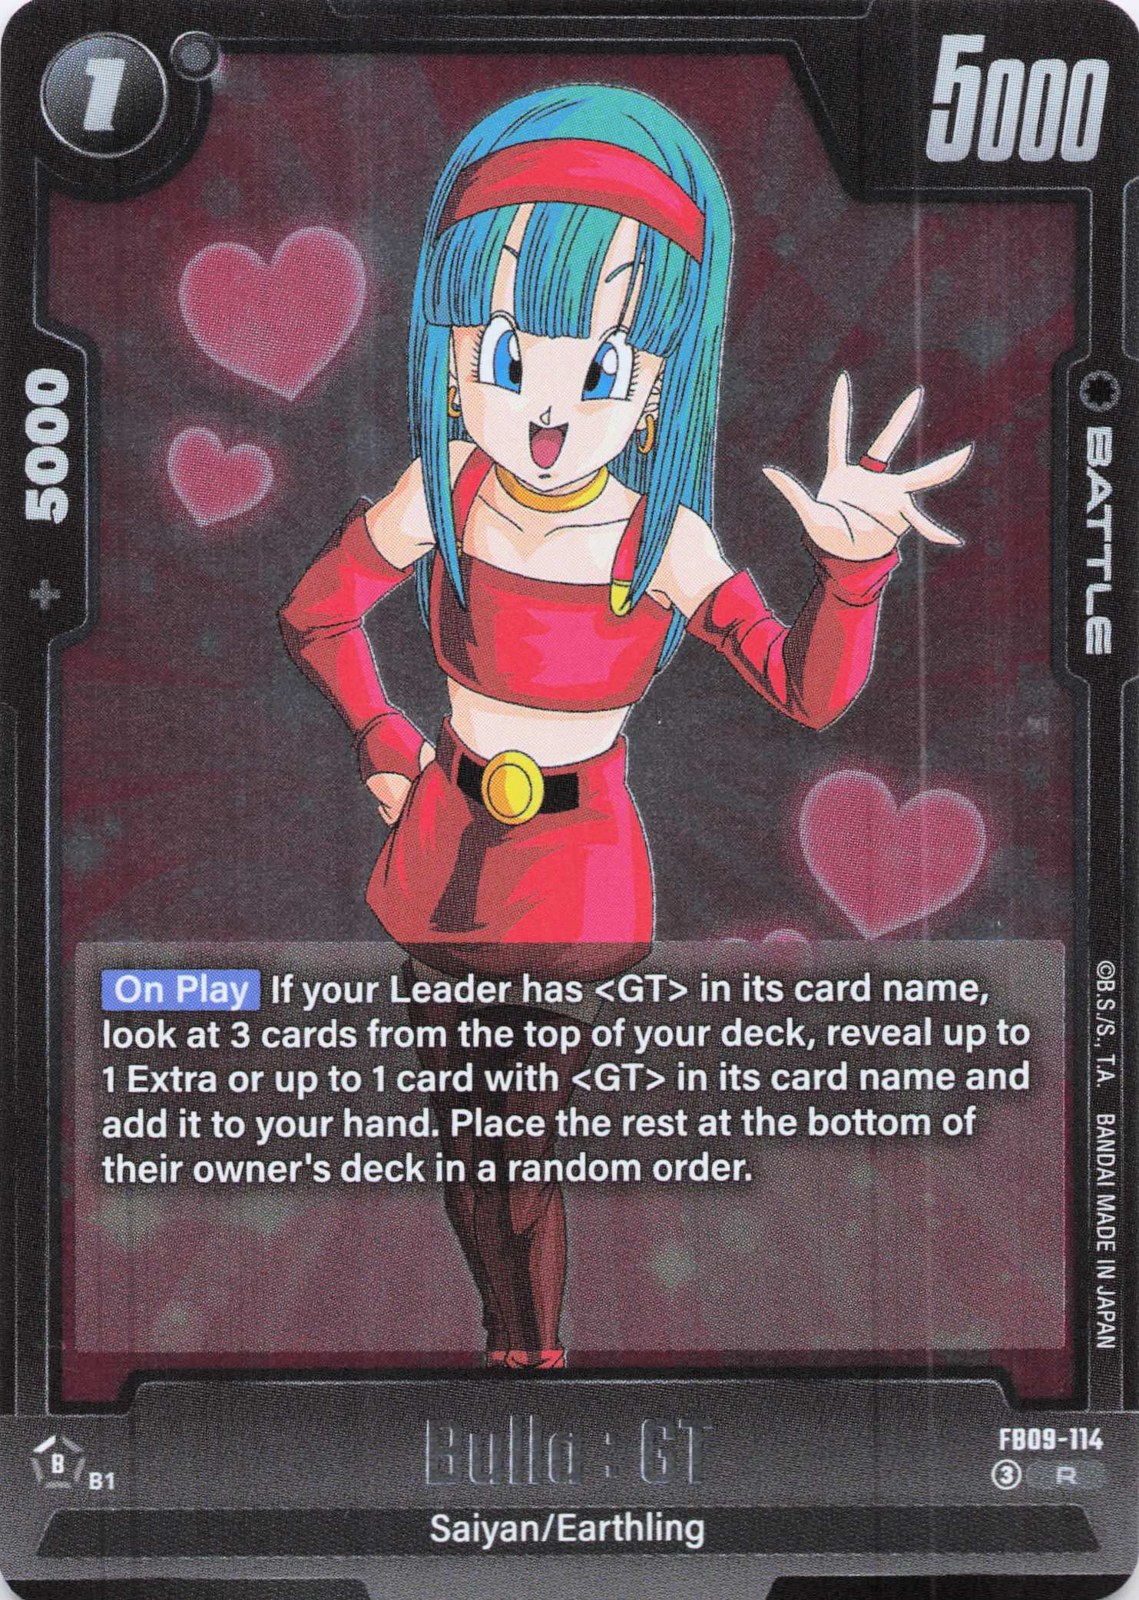 1
5000
5000
+
BATTLE
On Play If your Leader has <GT> in its card name,
look at 3 cards from the top of your deck, reveal up to
1 Extra or up to 1 card with <GT> in its card name and
add it to your hand. Place the rest at the bottom of
their owner's deck in a random order.
©B.S./S., T.A. BANDAI MADE IN JAPAN
B
B1
Bulla : GT
FB09-114
3 R
Saiyan/Earthling